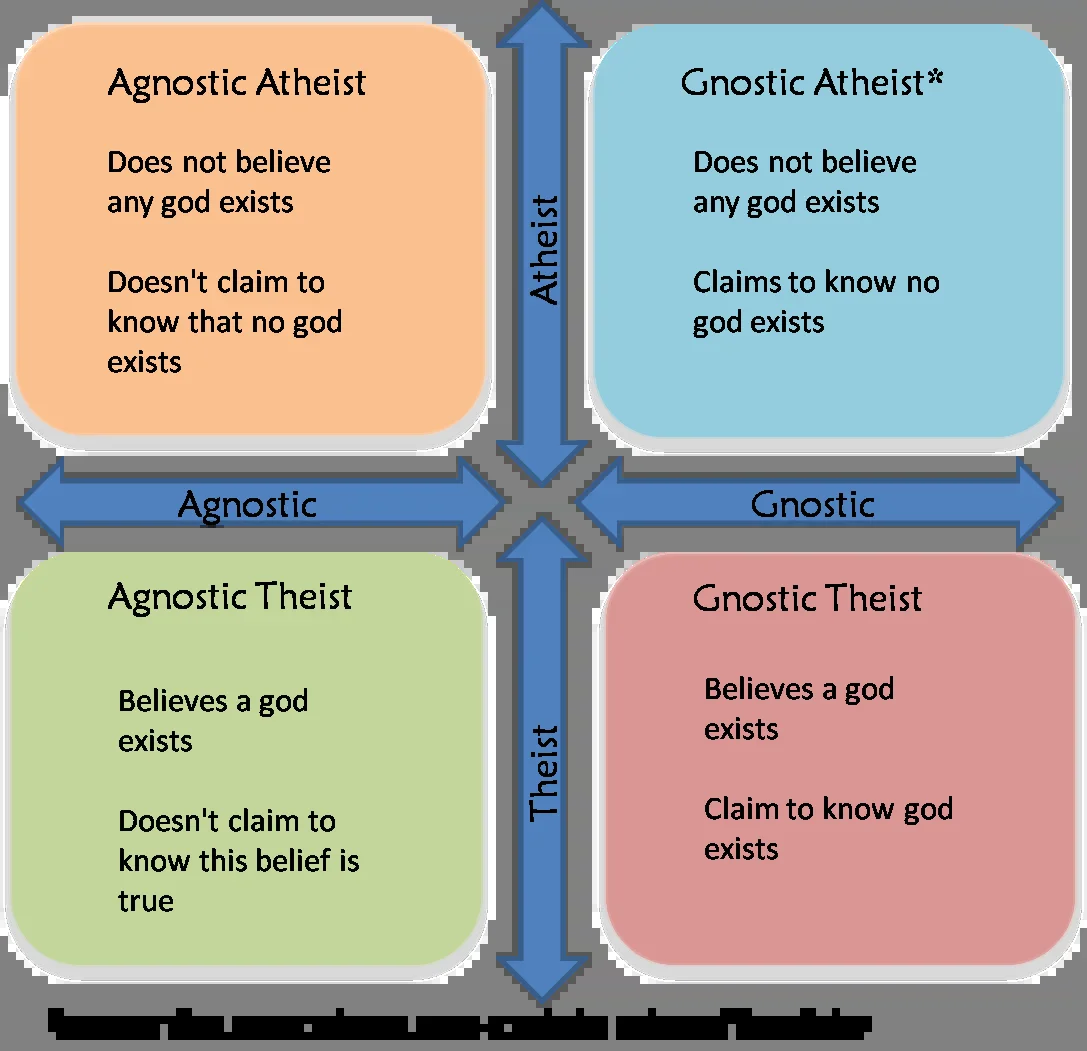 Agnostic Atheist
Does not believe
any god exists
Doesn't claim to
know that no god
exists
Gnostic Atheist*
Does not believe
any god exists
Claims to know no
god exists
Atheist
Agnostic
Gnostic
Theist
Agnostic Theist
Believes a god
exists
Doesn't claim to
know this belief is
true
Gnostic Theist
Believes a god
exists
Claim to know god
exists